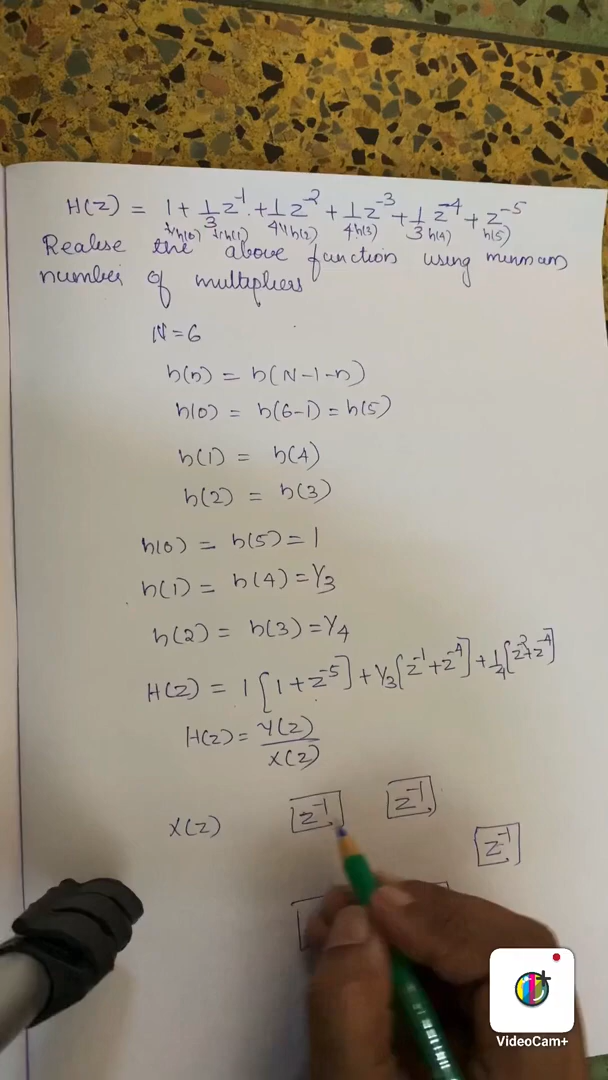 H(z) = 1 + 1/3 z^-1 + 1/4 z^-2 + 1/4 z^-3 + 1/3 z^-4 + z^-5
h(0) h(1) h(2) h(3) h(4) h(5)
Realise the above function using minimum
number of multipliers
N=6
h(n) = h(N-1-n)
h(0) = h(6-1) = h(5)
h(1) = h(4)
h(2) = h(3)
h(0) = h(5) = 1
h(1) = h(4) = 1/3
h(2) = h(3) = 1/4
H(z) = 1[1+z^-5] + 1/3[z^-1+z^-4] + 1/4[z^-2+z^-4]
H(z) = Y(z)/X(z)
X(z) z^-1 z^-1
z^-1
VideoCam+